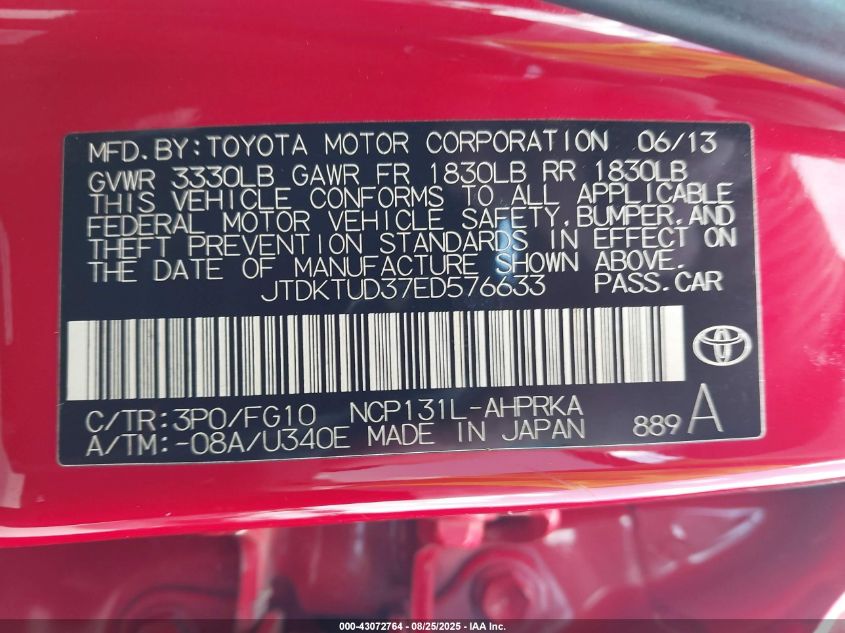 MFD.BY:TOYOTA MOTOR CORPORATION 06/13
GVWR 3330LB GAWR FR 1830LB RR 1830LB
THIS VEHICLE CONFORMS TO ALL APPLICABLE
FEDERAL MOTOR VEHICLE SAFETY,BUMPER,AND
THEFT PREVENTION STANDARDS IN EFFECT ON
THE DATE OF MANUFACTURE SHOWN ABOVE.
JTDKTUD37ED576633 PASS.CAR
C/TR:3P0/FG10 NCP131L-AHPRKA
A/TM:-08A/U340E MADE IN JAPAN 889 A
000-43072764 - 08/25/2025 - IAA Inc.